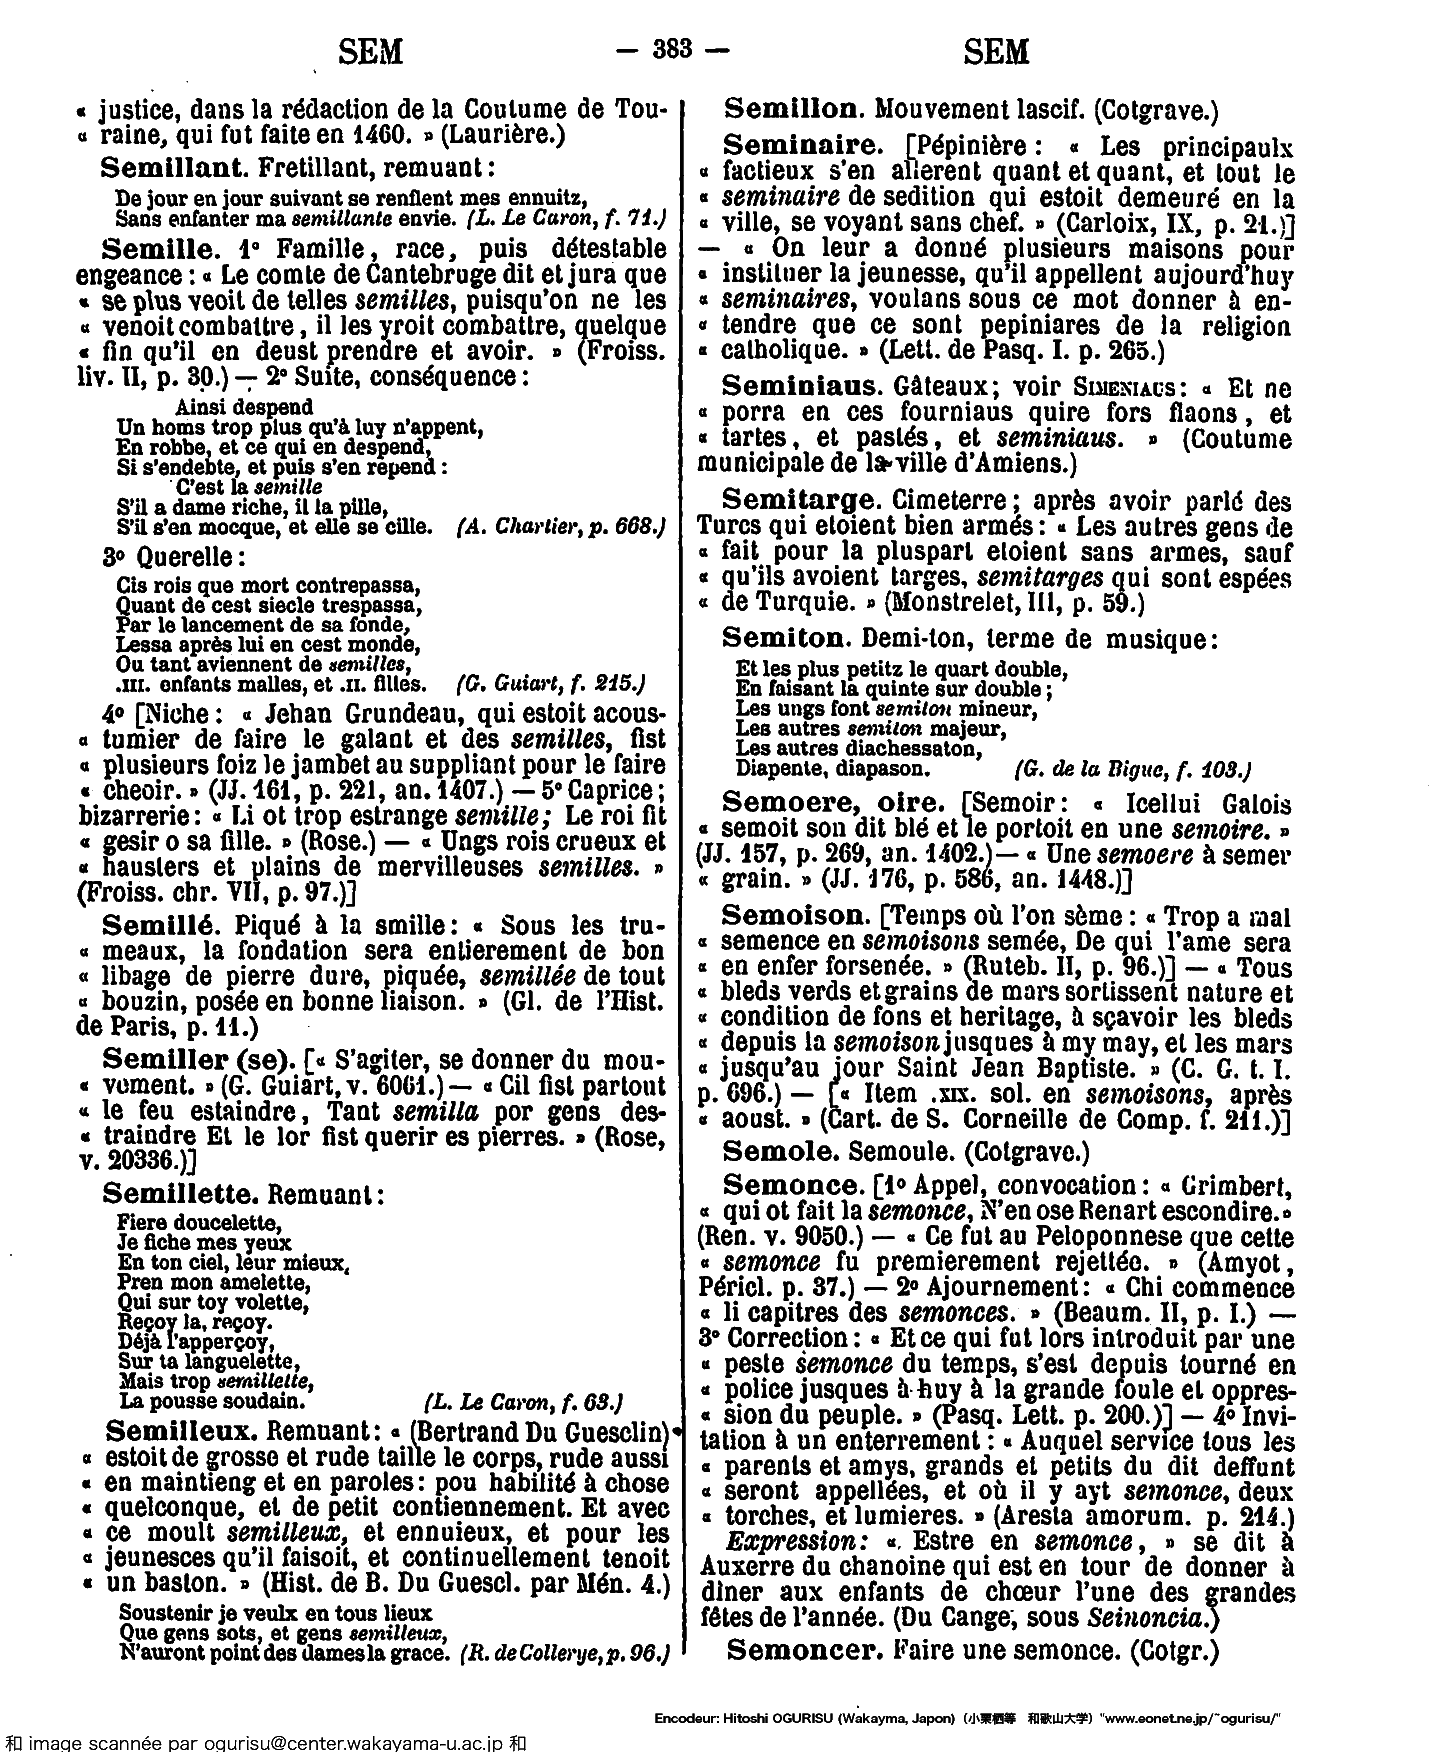 SEM — 383 — SEM
« justice, dans la rédaction de la Coutume de Tou-
« raine, qui fut faite en 1460. » (Laurière.)
Semillant. Fretillant, remuant :
De jour en jour suivant se renflent mes ennuitz,
Sans enfanter ma semillante envie. (L. Le Caron, f. 71.)
Semille. 1° Famille, race, puis détestable
engeance : « Le comte de Cantebruge dit et jura que
« se plus veoit de telles semilles, puisqu'on ne les
« venoit combattre, il les yroit combattre, quelque
« fin qu'il en deust prendre et avoir. » (Froiss.
liv. II, p. 30.) — 2° Suite, conséquence :
Ainsi despend
Un homs trop plus qu'à luy n'appent,
En robbe, et ce qui en despend,
Si s'endebte, et puis s'en repend :
C'est la semille
S'il a dame riche, il la pille,
S'il s'en mocque, et elle se cille. (A. Chartier, p. 668.)
3° Querelle :
Cis rois que mort contrepassa,
Quant de cest siecle trespassa,
Par le lancement de sa fonde,
Lessa après lui en cest monde,
Ou tant aviennent de semilles,
.III. enfants malles, et .II. filles. (G. Guiart, f. 215.)
4° [Niche : « Jehan Grundeau, qui estoit acous-
« tumier de faire le galant et des semilles, fist
« plusieurs foiz le jambet au suppliant pour le faire
« cheoir. » (JJ. 161, p. 221, an. 1407.) — 5° Caprice ;
bizarrerie : « Li ot trop estrange semille ; Le roi fit
« gesir o sa fille. » (Rose.) — « Ungs rois crueux et
« hausters et plains de mervilleuses semilles. »
(Froiss. chr. VII, p. 97.)]
Semillé. Piqué à la smille : « Sous les tru-
« meaux, la fondation sera entierement de bon
« libage de pierre dure, piquée, semillée de tout
« bouzin, posée en bonne liaison. » (Gl. de l'Hist.
de Paris, p. 11.)
Semiller (se). [« S'agiter, se donner du mou-
« vement. » (G. Guiart, v. 6061.) — « Cil fist partout
« le feu estaindre, Tant semilla por gens des-
« traindre Et le lor fist querir es pierres. » (Rose,
v. 20336.)]
Semillette. Remuant :
Fiere doucelette,
Je fiche mes yeux
En ton ciel, leur mieux,
Pren mon amelette,
Qui sur toy volette,
Reçoy la, reçoy.
Déjà l'apperçoy,
Sur ta languelette,
Mais trop semillette,
La pousse soudain. (L. Le Caron, f. 63.)
Semilleux. Remuant : « (Bertrand Du Guesclin)
« estoit de grosse et rude taille le corps, rude aussi
« en maintieng et en paroles : pou habilité à chose
« quelconque, et de petit contiennement. Et avec
« ce moult semilleux, et ennuieux, et pour les
« jeunesces qu'il faisoit, et continuellement tenoit
« un baston. » (Hist. de B. Du Guescl. par Mén. 4.)
Soustenir je veulx en tous lieux
Que gens sots, et gens semilleux,
N'auront point des dames la grace. (R. de Collerye, p. 96.)
Semillon. Mouvement lascif. (Cotgrave.)
Seminaire. [Pépinière : « Les principaulx
« factieux s'en allerent quant et quant, et tout le
« seminaire de sedition qui estoit demeuré en la
« ville, se voyant sans chef. » (Carloix, IX, p. 21.)]
— « On leur a donné plusieurs maisons pour
« instituer la jeunesse, qu'il appellent aujourd'huy
« seminaires, voulans sous ce mot donner à en-
« tendre que ce sont pepiniares de la religion
« catholique. » (Lett. de Pasq. I. p. 265.)
Seminiaus. Gâteaux ; voir SIMENIAUS : « Et ne
« porra en ces fourniaus quire fors flaons, et
« tartes, et pastés, et seminiaus. » (Coutume
municipale de la ville d'Amiens.)
Semitarge. Cimeterre ; après avoir parlé des
Turcs qui etoient bien armés : « Les autres gens de
« fait pour la pluspart etoient sans armes, sauf
« qu'ils avoient targes, semitarges qui sont espées
« de Turquie. » (Monstrelet, III, p. 59.)
Semiton. Demi-ton, terme de musique :
Et les plus petitz le quart double,
En faisant la quinte sur double ;
Les ungs font semiton mineur,
Les autres semiton majeur,
Les autres diachessaton,
Diapente, diapason. (G. de la Bigue, f. 103.)
Semoere, oire. [Semoir : « Icellui Galois
« semoit son dit blé et le portoit en une semoire. »
(JJ. 157, p. 269, an. 1402.) — « Une semoere à semer
« grain. » (JJ. 176, p. 586, an. 1448.)]
Semoison. [Temps où l'on sème : « Trop a mal
« semence en semoisons semée, De qui l'ame sera
« en enfer forsenée. » (Ruteb. II, p. 96.)] — « Tous
« bleds verds et grains de mars sortissent nature et
« condition de fons et heritage, à sçavoir les bleds
« depuis la semoison jusques à my may, et les mars
« jusqu'au jour Saint Jean Baptiste. » (C. G. t. I.
p. 696.) — [« Item .XIX. sol. en semoisons, après
« aoust. » (Cart. de S. Corneille de Comp. f. 211.)]
Semole. Semoule. (Cotgrave.)
Semonce. [1° Appel, convocation : « Grimbert,
« qui ot fait la semonce, N'en ose Renart escondire. »
(Ren. v. 9050.) — « Ce fut au Peloponnese que cette
« semonce fu premierement rejettée. » (Amyot,
Péricl. p. 37.) — 2° Ajournement : « Chi commence
« li capitres des semonces. » (Beaum. II, p. I.) —
3° Correction : « Et ce qui fut lors introduit par une
« peste semonce du temps, s'est depuis tourné en
« police jusques à huy à la grande foule et oppres-
« sion du peuple. » (Pasq. Lett. p. 200.)] — 4° Invi-
tation à un enterrement : « Auquel service tous les
« parents et amys, grands et petits du dit deffunt
« seront appellées, et où il y ayt semonce, deux
« torches, et lumieres. » (Aresta amorum. p. 214.)
Expression : « Estre en semonce, » se dit à
Auxerre du chanoine qui est en tour de donner à
dîner aux enfants de chœur l'une des grandes
fêtes de l'année. (Du Cange, sous Seinoncia.)
Semoncer. Faire une semonce. (Cotgr.)
Encodeur: Hitoshi OGURISU (Wakayma, Japon) (小栗栖等 和歌山大学) "www.eonet.ne.jp/~ogurisu/"
和 image scannée par ogurisu@center.wakayama-u.ac.jp 和